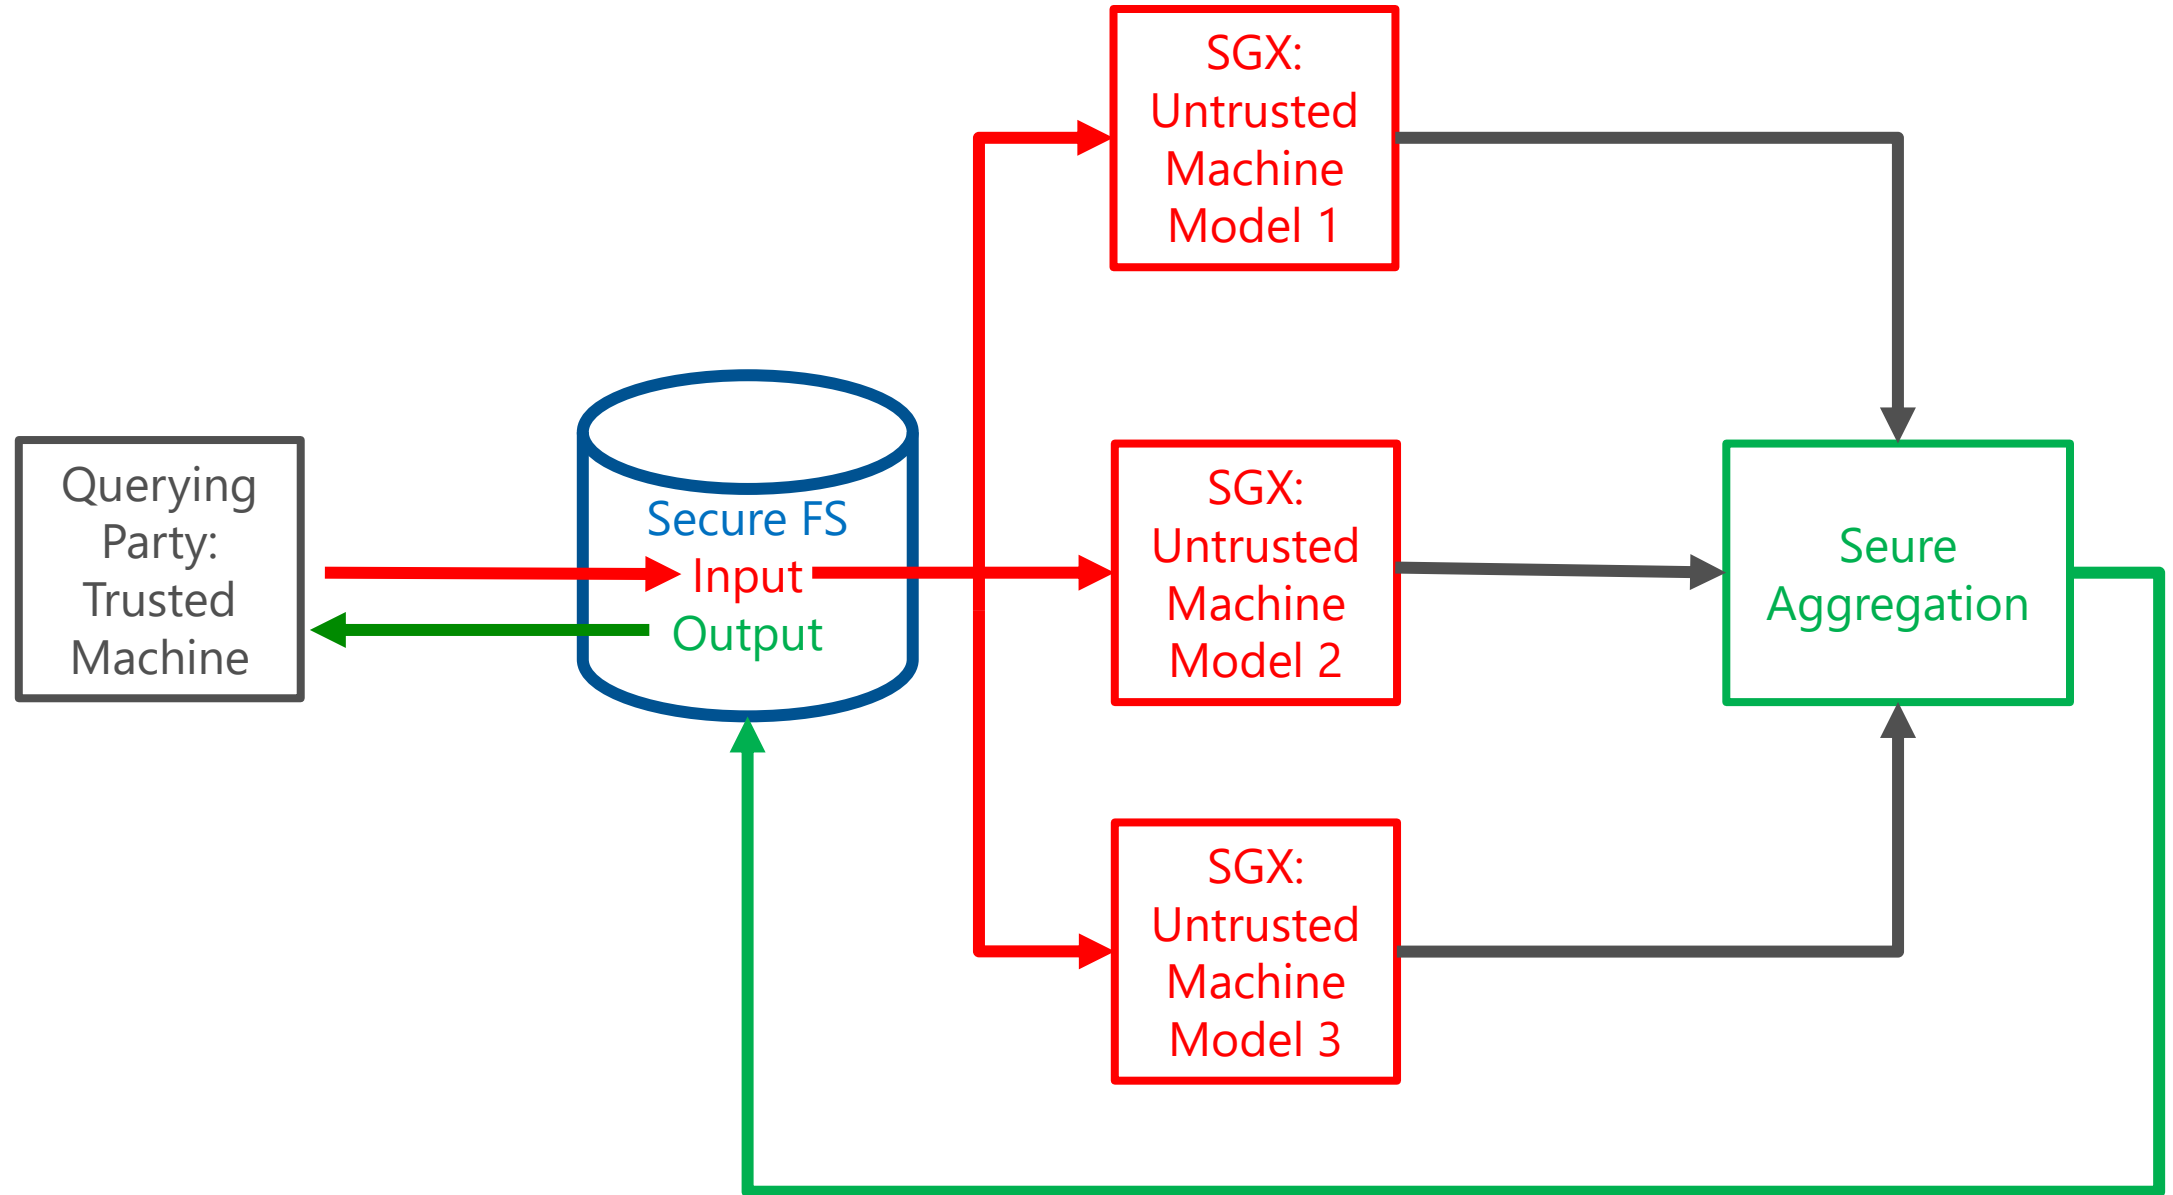 Querying
Party:
Trusted
Machine
Secure FS
Input
Output
SGX:
Untrusted
Machine
Model 1
SGX:
Untrusted
Machine
Model 2
SGX:
Untrusted
Machine
Model 3
Seure
Aggregation